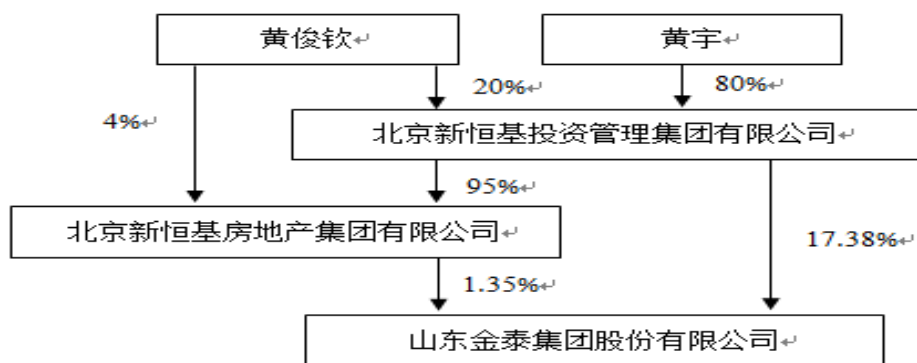 黄俊钦
黄宇
4%
20%
80%
北京新恒基投资管理集团有限公司
95%
北京新恒基房地产集团有限公司
17.38%
1.35%
山东金泰集团股份有限公司